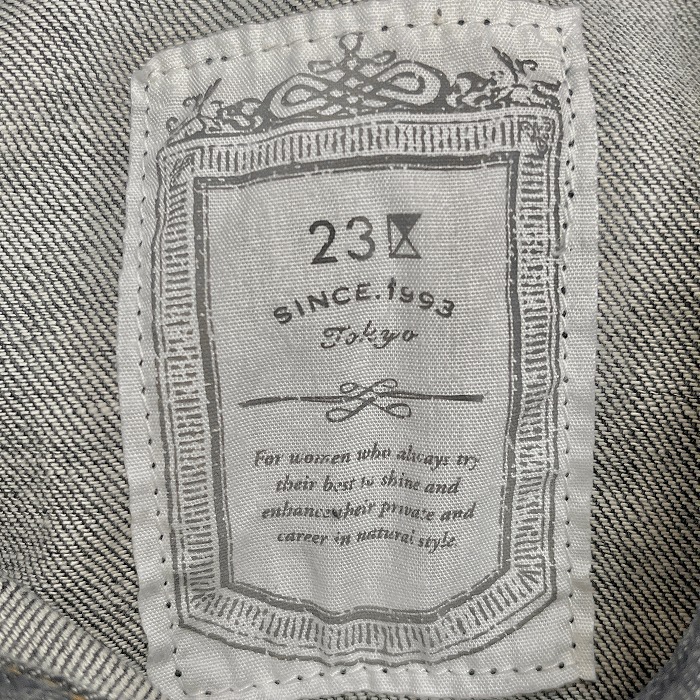 23区
SINCE.1993
Tokyo
For women who always try
their best to shine and
enhance their private and
career in natural style.